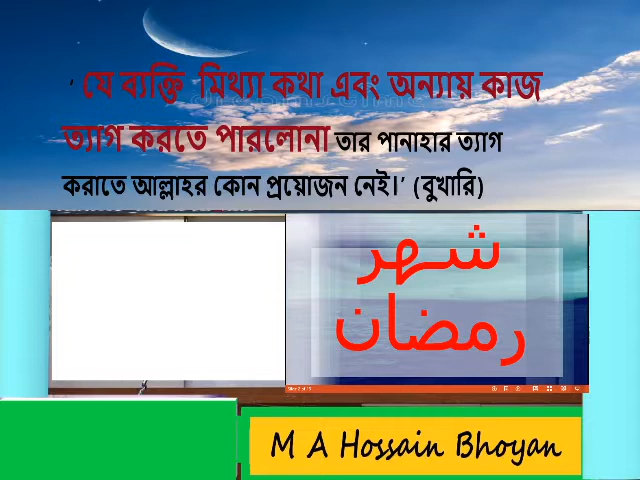 ‘ যে ব্যক্তি মিথ্যা কথা এবং অন্যায় কাজ
ত্যাগ করতে পারলোনা তার পানাহার ত্যাগ
করাতে আল্লাহর কোন প্রয়োজন নেই।’ (বুখারি)
شهر
رمضان
M A Hossain Bhoyan